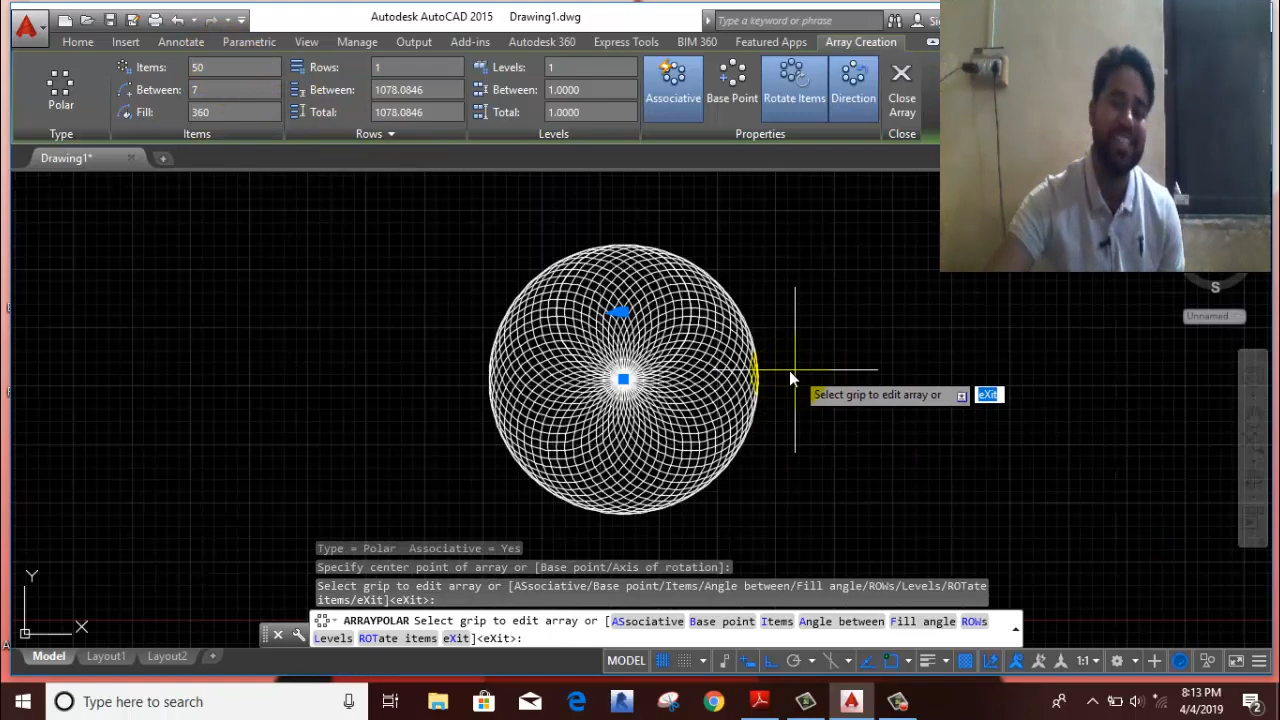 Autodesk AutoCAD 2015 Drawing1.dwg
Type a keyword or phrase
Home Insert Annotate Parametric View Manage Output Add-ins Autodesk 360 Express Tools BIM 360 Featured Apps Array Creation
Items: 50 Rows: 1 Levels: 1
Between: 7 Between: 1078.0846 Between: 1.0000
Fill: 360 Total: 1078.0846 Total: 1.0000
Polar
Associative Base Point Rotate Items Direction Close
Array
Type Items Rows Levels Properties Close
Drawing1*
S
Unnamed
Select grip to edit array or eXit
Type = Polar Associative = Yes
Specify center point of array or [Base point/Axis of rotation]:
Select grip to edit array or [ASsociative/Base point/Items/Angle between/Fill angle/ROWs/Levels/ROTate
items/eXit]<eXit>:
ARRAYPOLAR Select grip to edit array or [ASsociative Base point Items Angle between Fill angle ROWs
Levels ROTate items eXit]<eXit>:
Y
X
Model Layout1 Layout2
MODEL 1:1
Type here to search
8:13 PM
4/4/2019
2